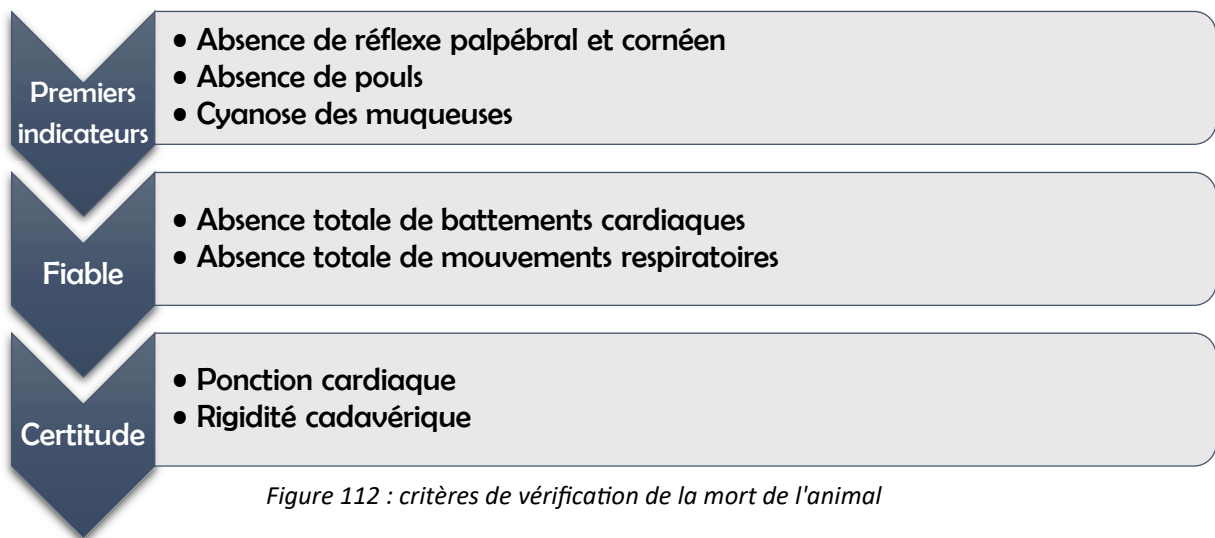 Premiers
indicateurs
• Absence de réflexe palpébral et cornéen
• Absence de pouls
• Cyanose des muqueuses
Fiable
• Absence totale de battements cardiaques
• Absence totale de mouvements respiratoires
Certitude
• Ponction cardiaque
• Rigidité cadavérique
Figure 112 : critères de vérification de la mort de l'animal